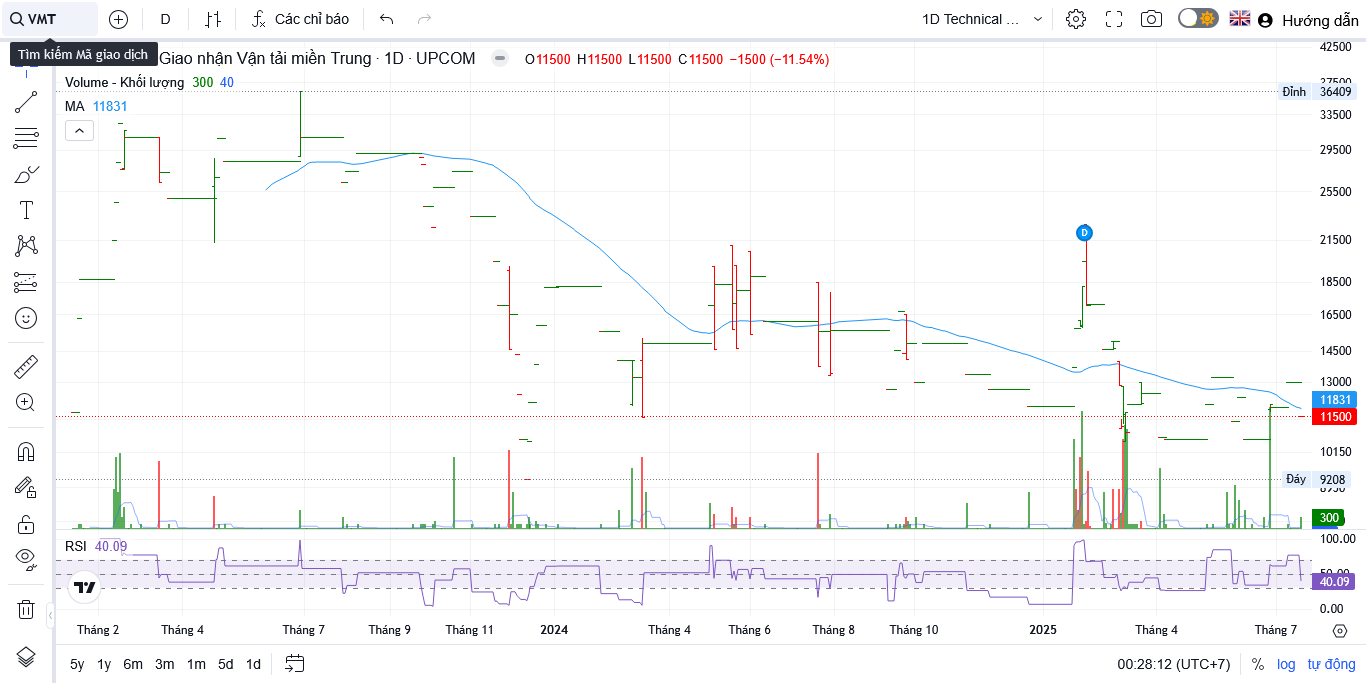 VMT D Các chỉ báo 1D Technical ... Hướng dẫn
Tìm kiếm Mã giao dịch
Giao nhận Vận tải miền Trung · 1D · UPCOM O11500 H11500 L11500 C11500 −1500 (−11.54%)
Volume - Khối lượng 300 40
MA 11831
42500
37500
Đỉnh 36409
33500
29500
25500
21500
D
18500
16500
14500
13000
11831
11500
10150
Đáy 9208
300
RSI 40.09
100.00
50.00
40.09
0.00
Tháng 2 Tháng 4 Tháng 7 Tháng 9 Tháng 11 2024 Tháng 4 Tháng 6 Tháng 8 Tháng 10 2025 Tháng 4 Tháng 7
5y 1y 6m 3m 1m 5d 1d 00:28:12 (UTC+7) % log tự động